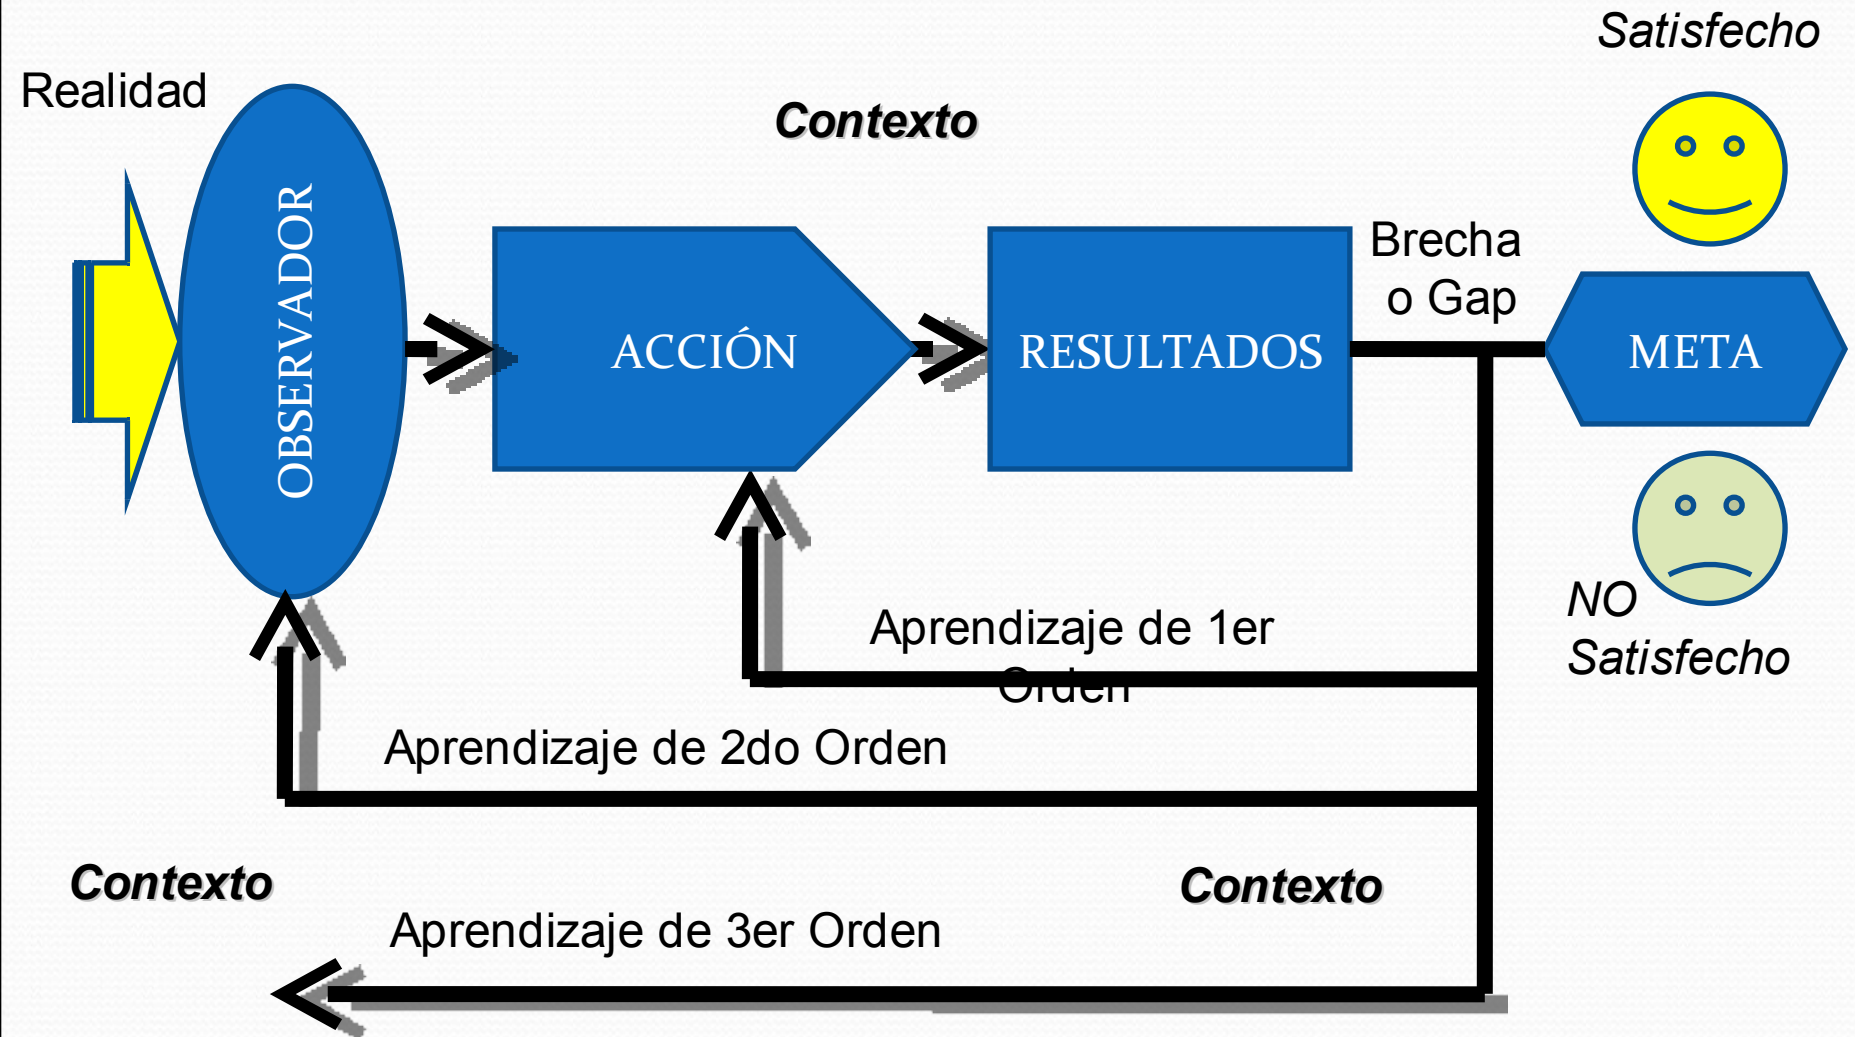 Satisfecho
Realidad
Contexto
OBSERVADOR
Brecha
o Gap
ACCIÓN
RESULTADOS
META
NO
Satisfecho
Aprendizaje de 1er
Orden
Aprendizaje de 2do Orden
Contexto
Contexto
Aprendizaje de 3er Orden